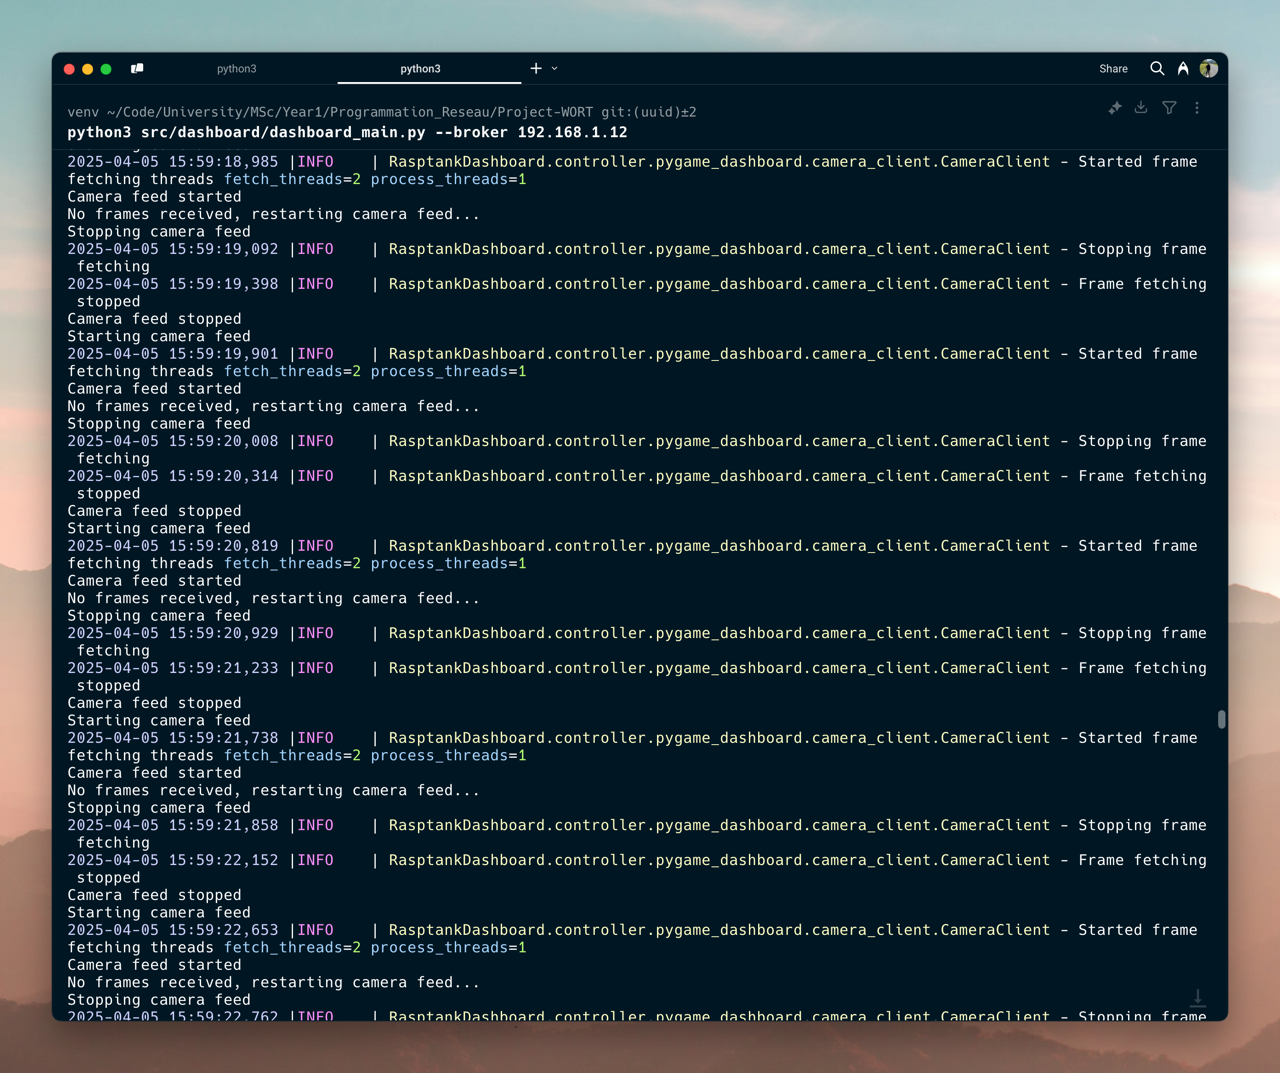 python3
python3
Share
venv ~/Code/University/MSc/Year1/Programmation_Reseau/Project-WORT git:(uuid)±2
python3 src/dashboard/dashboard_main.py --broker 192.168.1.12
2025-04-05 15:59:18,985 |INFO    | RasptankDashboard.controller.pygame_dashboard.camera_client.CameraClient - Started frame
fetching threads fetch_threads=2 process_threads=1
Camera feed started
No frames received, restarting camera feed...
Stopping camera feed
2025-04-05 15:59:19,092 |INFO    | RasptankDashboard.controller.pygame_dashboard.camera_client.CameraClient - Stopping frame
fetching
2025-04-05 15:59:19,398 |INFO    | RasptankDashboard.controller.pygame_dashboard.camera_client.CameraClient - Frame fetching
stopped
Camera feed stopped
Starting camera feed
2025-04-05 15:59:19,901 |INFO    | RasptankDashboard.controller.pygame_dashboard.camera_client.CameraClient - Started frame
fetching threads fetch_threads=2 process_threads=1
Camera feed started
No frames received, restarting camera feed...
Stopping camera feed
2025-04-05 15:59:20,008 |INFO    | RasptankDashboard.controller.pygame_dashboard.camera_client.CameraClient - Stopping frame
fetching
2025-04-05 15:59:20,314 |INFO    | RasptankDashboard.controller.pygame_dashboard.camera_client.CameraClient - Frame fetching
stopped
Camera feed stopped
Starting camera feed
2025-04-05 15:59:20,819 |INFO    | RasptankDashboard.controller.pygame_dashboard.camera_client.CameraClient - Started frame
fetching threads fetch_threads=2 process_threads=1
Camera feed started
No frames received, restarting camera feed...
Stopping camera feed
2025-04-05 15:59:20,929 |INFO    | RasptankDashboard.controller.pygame_dashboard.camera_client.CameraClient - Stopping frame
fetching
2025-04-05 15:59:21,233 |INFO    | RasptankDashboard.controller.pygame_dashboard.camera_client.CameraClient - Frame fetching
stopped
Camera feed stopped
Starting camera feed
2025-04-05 15:59:21,738 |INFO    | RasptankDashboard.controller.pygame_dashboard.camera_client.CameraClient - Started frame
fetching threads fetch_threads=2 process_threads=1
Camera feed started
No frames received, restarting camera feed...
Stopping camera feed
2025-04-05 15:59:21,858 |INFO    | RasptankDashboard.controller.pygame_dashboard.camera_client.CameraClient - Stopping frame
fetching
2025-04-05 15:59:22,152 |INFO    | RasptankDashboard.controller.pygame_dashboard.camera_client.CameraClient - Frame fetching
stopped
Camera feed stopped
Starting camera feed
2025-04-05 15:59:22,653 |INFO    | RasptankDashboard.controller.pygame_dashboard.camera_client.CameraClient - Started frame
fetching threads fetch_threads=2 process_threads=1
Camera feed started
No frames received, restarting camera feed...
Stopping camera feed
2025-04-05 15:59:22,762 |INFO    | RasptankDashboard.controller.pygame_dashboard.camera_client.CameraClient - Stopping frame